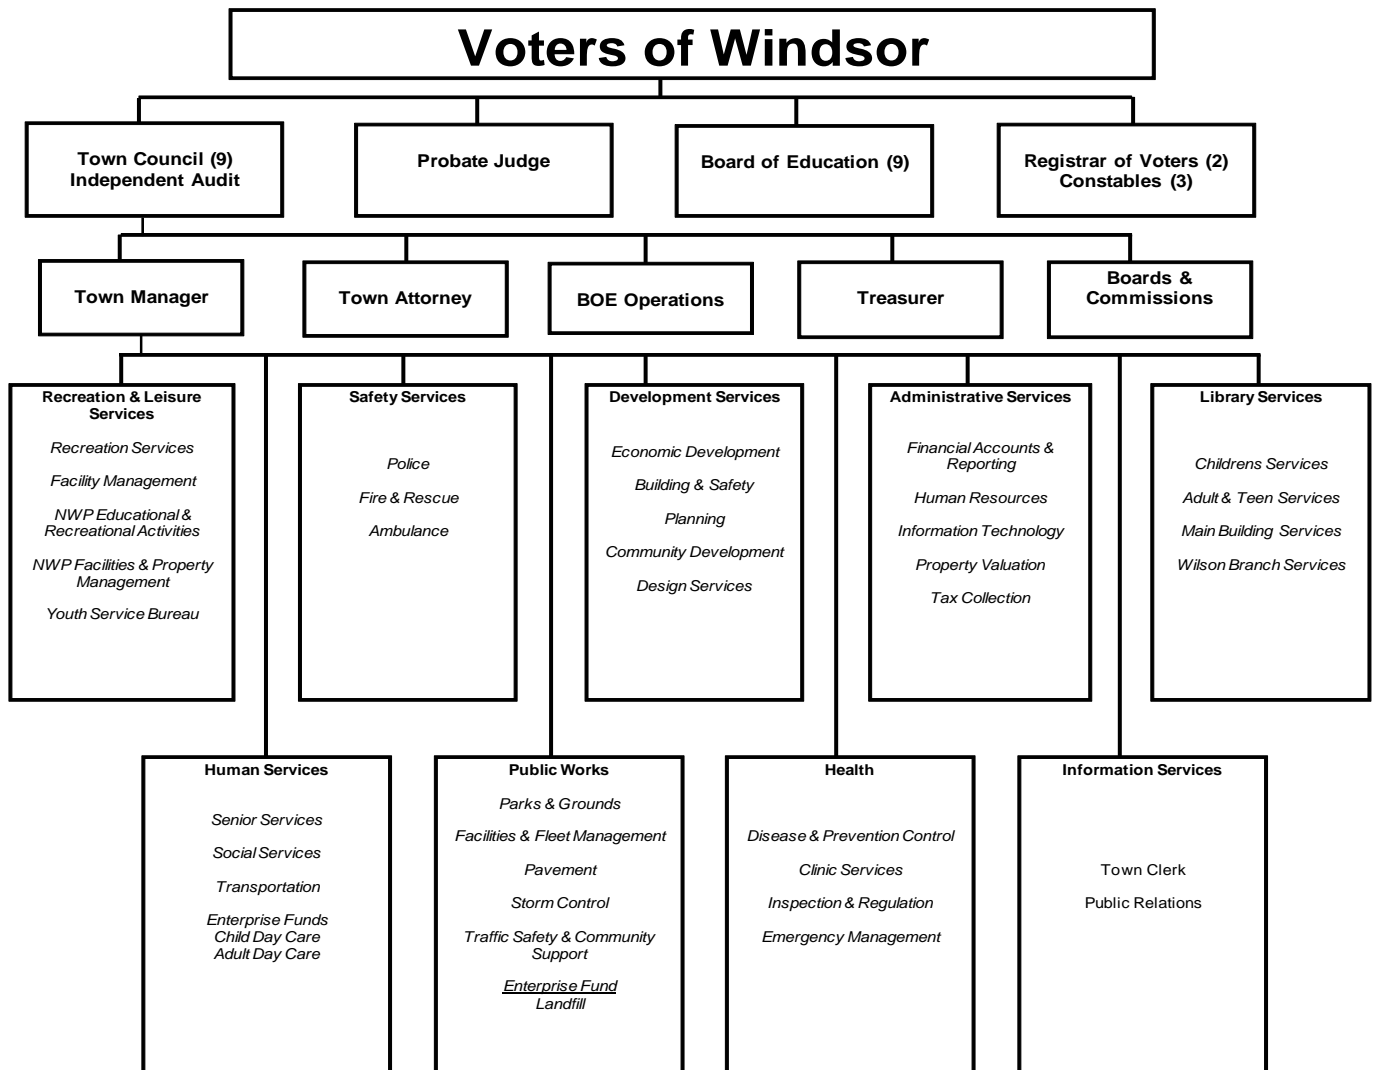 Voters of Windsor
Town Council (9)
Independent Audit
Probate Judge
Board of Education (9)
Registrar of Voters (2)
Constables (3)
Town Manager
Town Attorney
BOE Operations
Treasurer
Boards &
Commissions
Recreation & Leisure
Services
Recreation Services
Facility Management
NWP Educational &
Recreational Activities
NWP Facilities & Property
Management
Youth Service Bureau
Safety Services
Police
Fire & Rescue
Ambulance
Development Services
Economic Development
Building & Safety
Planning
Community Development
Design Services
Administrative Services
Financial Accounts &
Reporting
Human Resources
Information Technology
Property Valuation
Tax Collection
Library Services
Childrens Services
Adult & Teen Services
Main Building Services
Wilson Branch Services
Human Services
Senior Services
Social Services
Transportation
Enterprise Funds
Child Day Care
Adult Day Care
Public Works
Parks & Grounds
Facilities & Fleet Management
Pavement
Storm Control
Traffic Safety & Community
Support
Enterprise Fund
Landfill
Health
Disease & Prevention Control
Clinic Services
Inspection & Regulation
Emergency Management
Information Services
Town Clerk
Public Relations